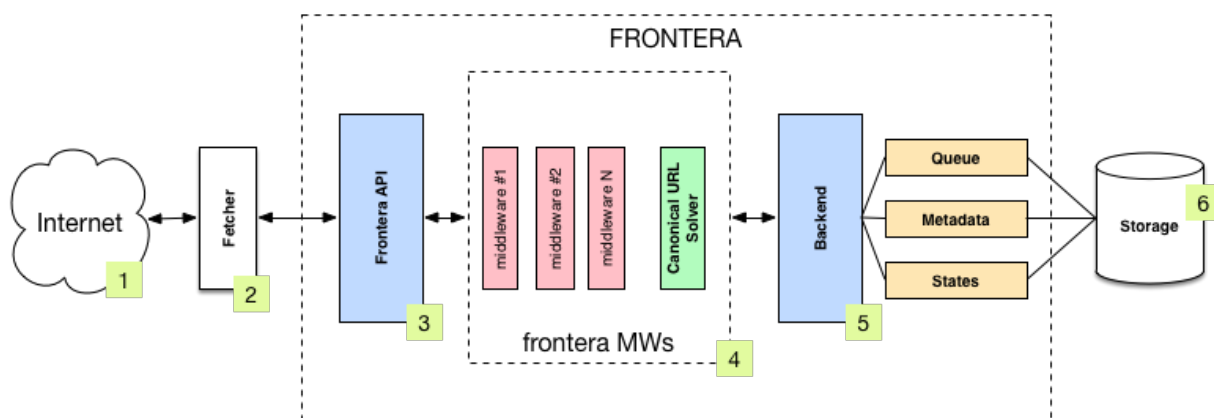 FRONTERA
Internet
1
Fetcher
2
Frontera API
3
middleware #1
middleware #2
middleware N
Canonical URL
Solver
frontera MWs
4
Backend
5
Queue
Metadata
States
Storage
6